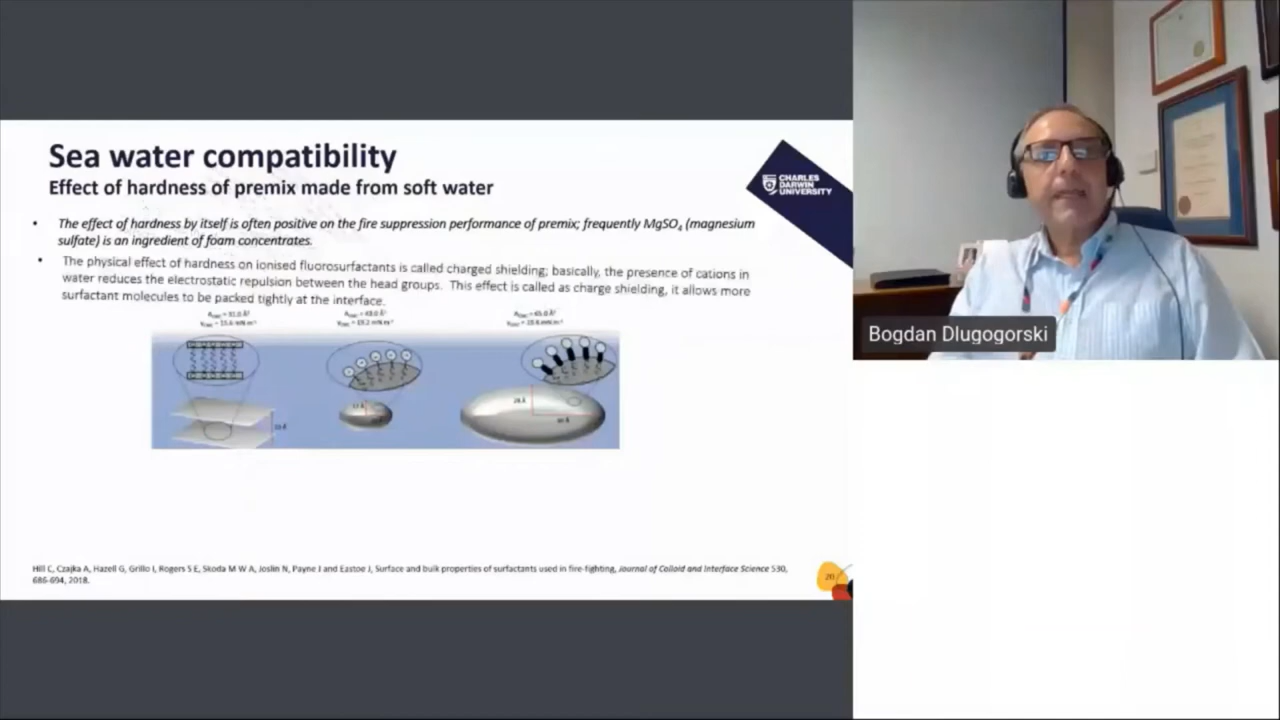 Sea water compatibility
Effect of hardness of premix made from soft water
CHARLES
DARWIN
UNIVERSITY
• The effect of hardness by itself is often positive on the fire suppression performance of premix; frequently MgSO₄ (magnesium
sulfate) is an ingredient of foam concentrates.
• The physical effect of hardness on ionised fluorosurfactants is called charged shielding; basically, the presence of cations in
water reduces the electrostatic repulsion between the head groups. This effect is called as charge shielding, it allows more
surfactant molecules to be packed tightly at the interface.
Hill C, Czajka A, Hazell G, Grillo I, Rogers S E, Skoda M W A, Joslin N, Payne J and Eastoe J, Surface and bulk properties of surfactants used in fire-fighting, Journal of Colloid and Interface Science 530,
686-694, 2018.
20
Bogdan Dlugogorski